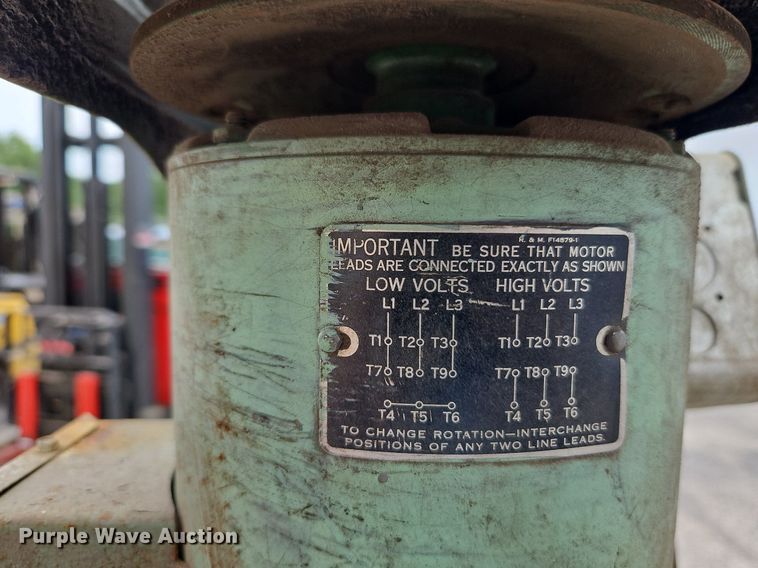 R. & M. F14579-1
IMPORTANT BE SURE THAT MOTOR
LEADS ARE CONNECTED EXACTLY AS SHOWN
LOW VOLTS HIGH VOLTS
L1 L2 L3 L1 L2 L3
T1 T2 T3 T1 T2 T3
T7 T8 T9 T7 T8 T9
T4 T5 T6 T4 T5 T6
TO CHANGE ROTATION—INTERCHANGE
POSITIONS OF ANY TWO LINE LEADS.
Purple Wave Auction